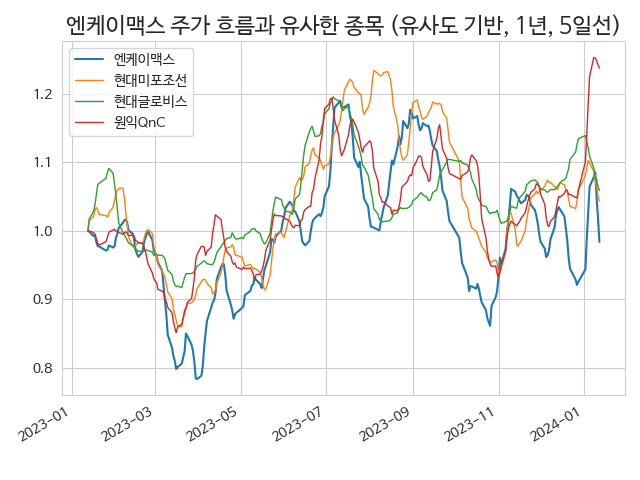 엔케이맥스 주가 흐름과 유사한 종목 (유사도 기반, 1년, 5일선)
엔케이맥스
현대미포조선
현대글로비스
원익QnC
1.2
1.1
1.0
0.9
0.8
2023-01
2023-03
2023-05
2023-07
2023-09
2023-11
2024-01